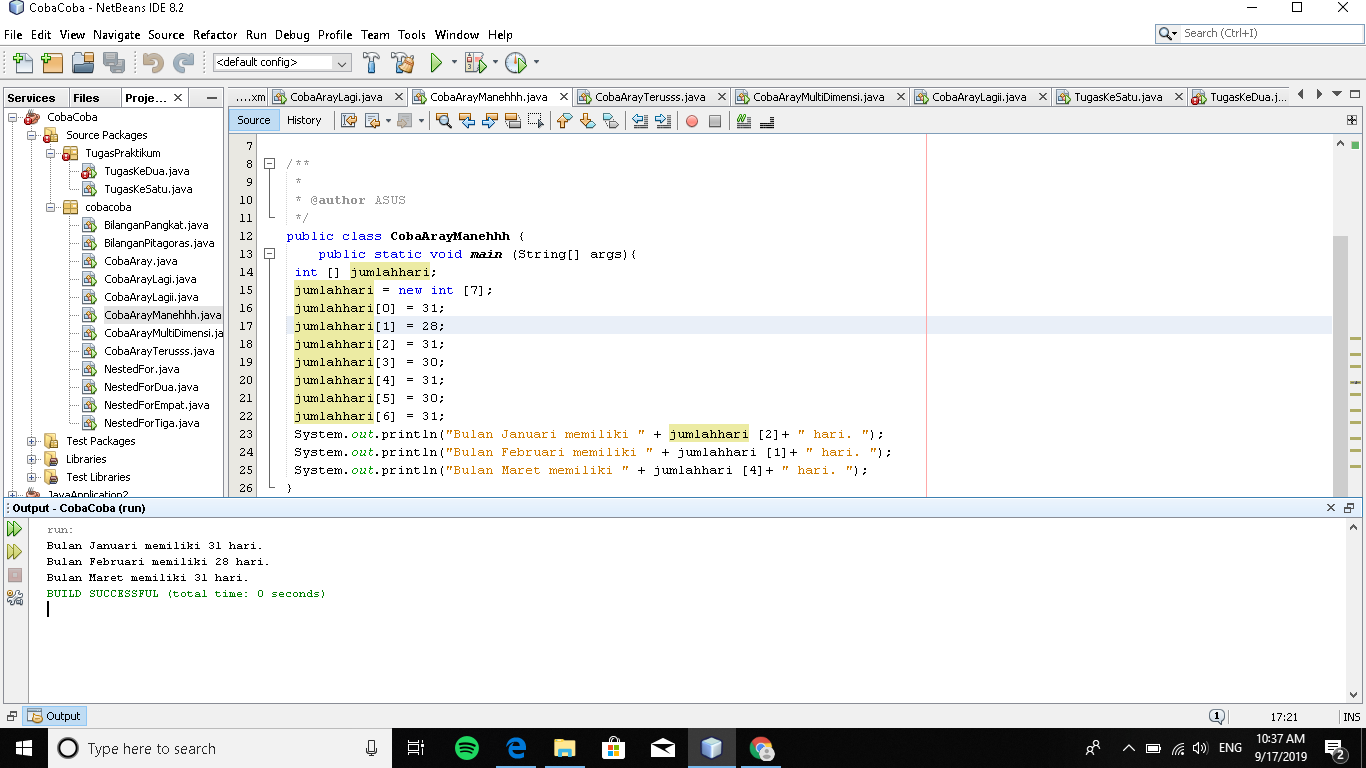 CobaCoba - NetBeans IDE 8.2
File Edit View Navigate Source Refactor Run Debug Profile Team Tools Window Help
Search (Ctrl+I)
<default config>
Services Files Proje... 
....xm CobaArayLagi.java CobaArayManehhh.java CobaArayTerusss.java CobaArayMultiDimensi.java CobaArayLagii.java TugasKeSatu.java TugasKeDua.j...
Source History
CobaCoba
Source Packages
TugasPraktikum
TugasKeDua.java
TugasKeSatu.java
cobacoba
BilanganPangkat.java
BilanganPitagoras.java
CobaAray.java
CobaArayLagi.java
CobaArayLagii.java
CobaArayManehhh.java
CobaArayMultiDimensi.ja
CobaArayTerusss.java
NestedFor.java
NestedForDua.java
NestedForEmpat.java
NestedForTiga.java
Test Packages
Libraries
Test Libraries
JavaApplication2
7
8 /**
9 *
10 * @author ASUS
11 */
12 public class CobaArayManehhh {
13 public static void main (String[] args){
14 int [] jumlahhari;
15 jumlahhari = new int [7];
16 jumlahhari[0] = 31;
17 jumlahhari[1] = 28;
18 jumlahhari[2] = 31;
19 jumlahhari[3] = 30;
20 jumlahhari[4] = 31;
21 jumlahhari[5] = 30;
22 jumlahhari[6] = 31;
23 System.out.println("Bulan Januari memiliki " + jumlahhari [2]+ " hari. ");
24 System.out.println("Bulan Februari memiliki " + jumlahhari [1]+ " hari. ");
25 System.out.println("Bulan Maret memiliki " + jumlahhari [4]+ " hari. ");
26 }
Output - CobaCoba (run)
run:
Bulan Januari memiliki 31 hari.
Bulan Februari memiliki 28 hari.
Bulan Maret memiliki 31 hari.
BUILD SUCCESSFUL (total time: 0 seconds)
Output
1
17:21 INS
Type here to search
ENG
10:37 AM
9/17/2019
2